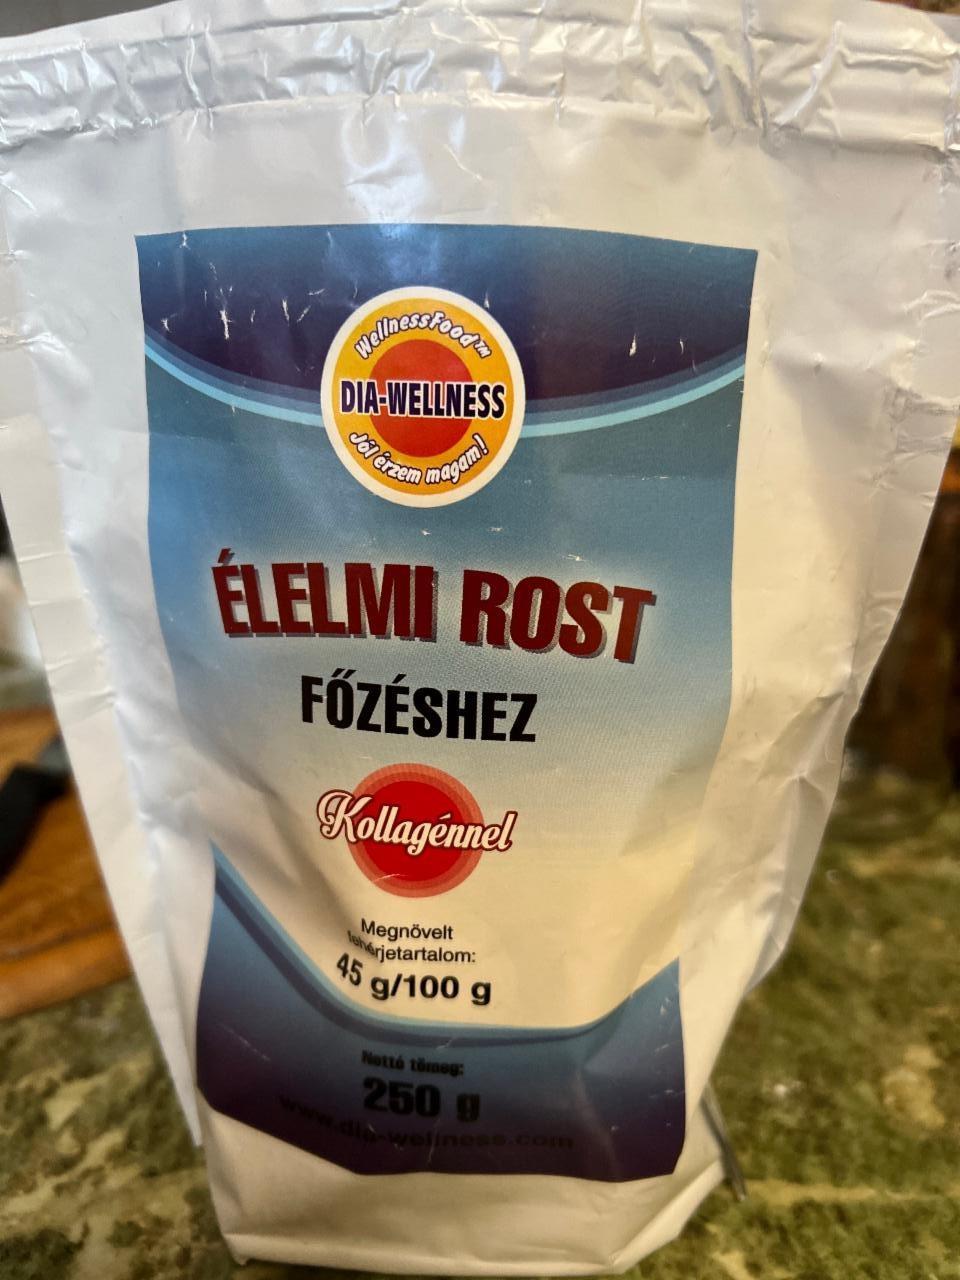 WellnessFood™
DIA-WELLNESS
Jól érzem magam!
ÉLELMI ROST
FŐZÉSHEZ
Kollagénnel
Megnövelt
fehérjetartalom:
45 g/100 g
Nettó tömeg:
250 g
www.dia-wellness.com